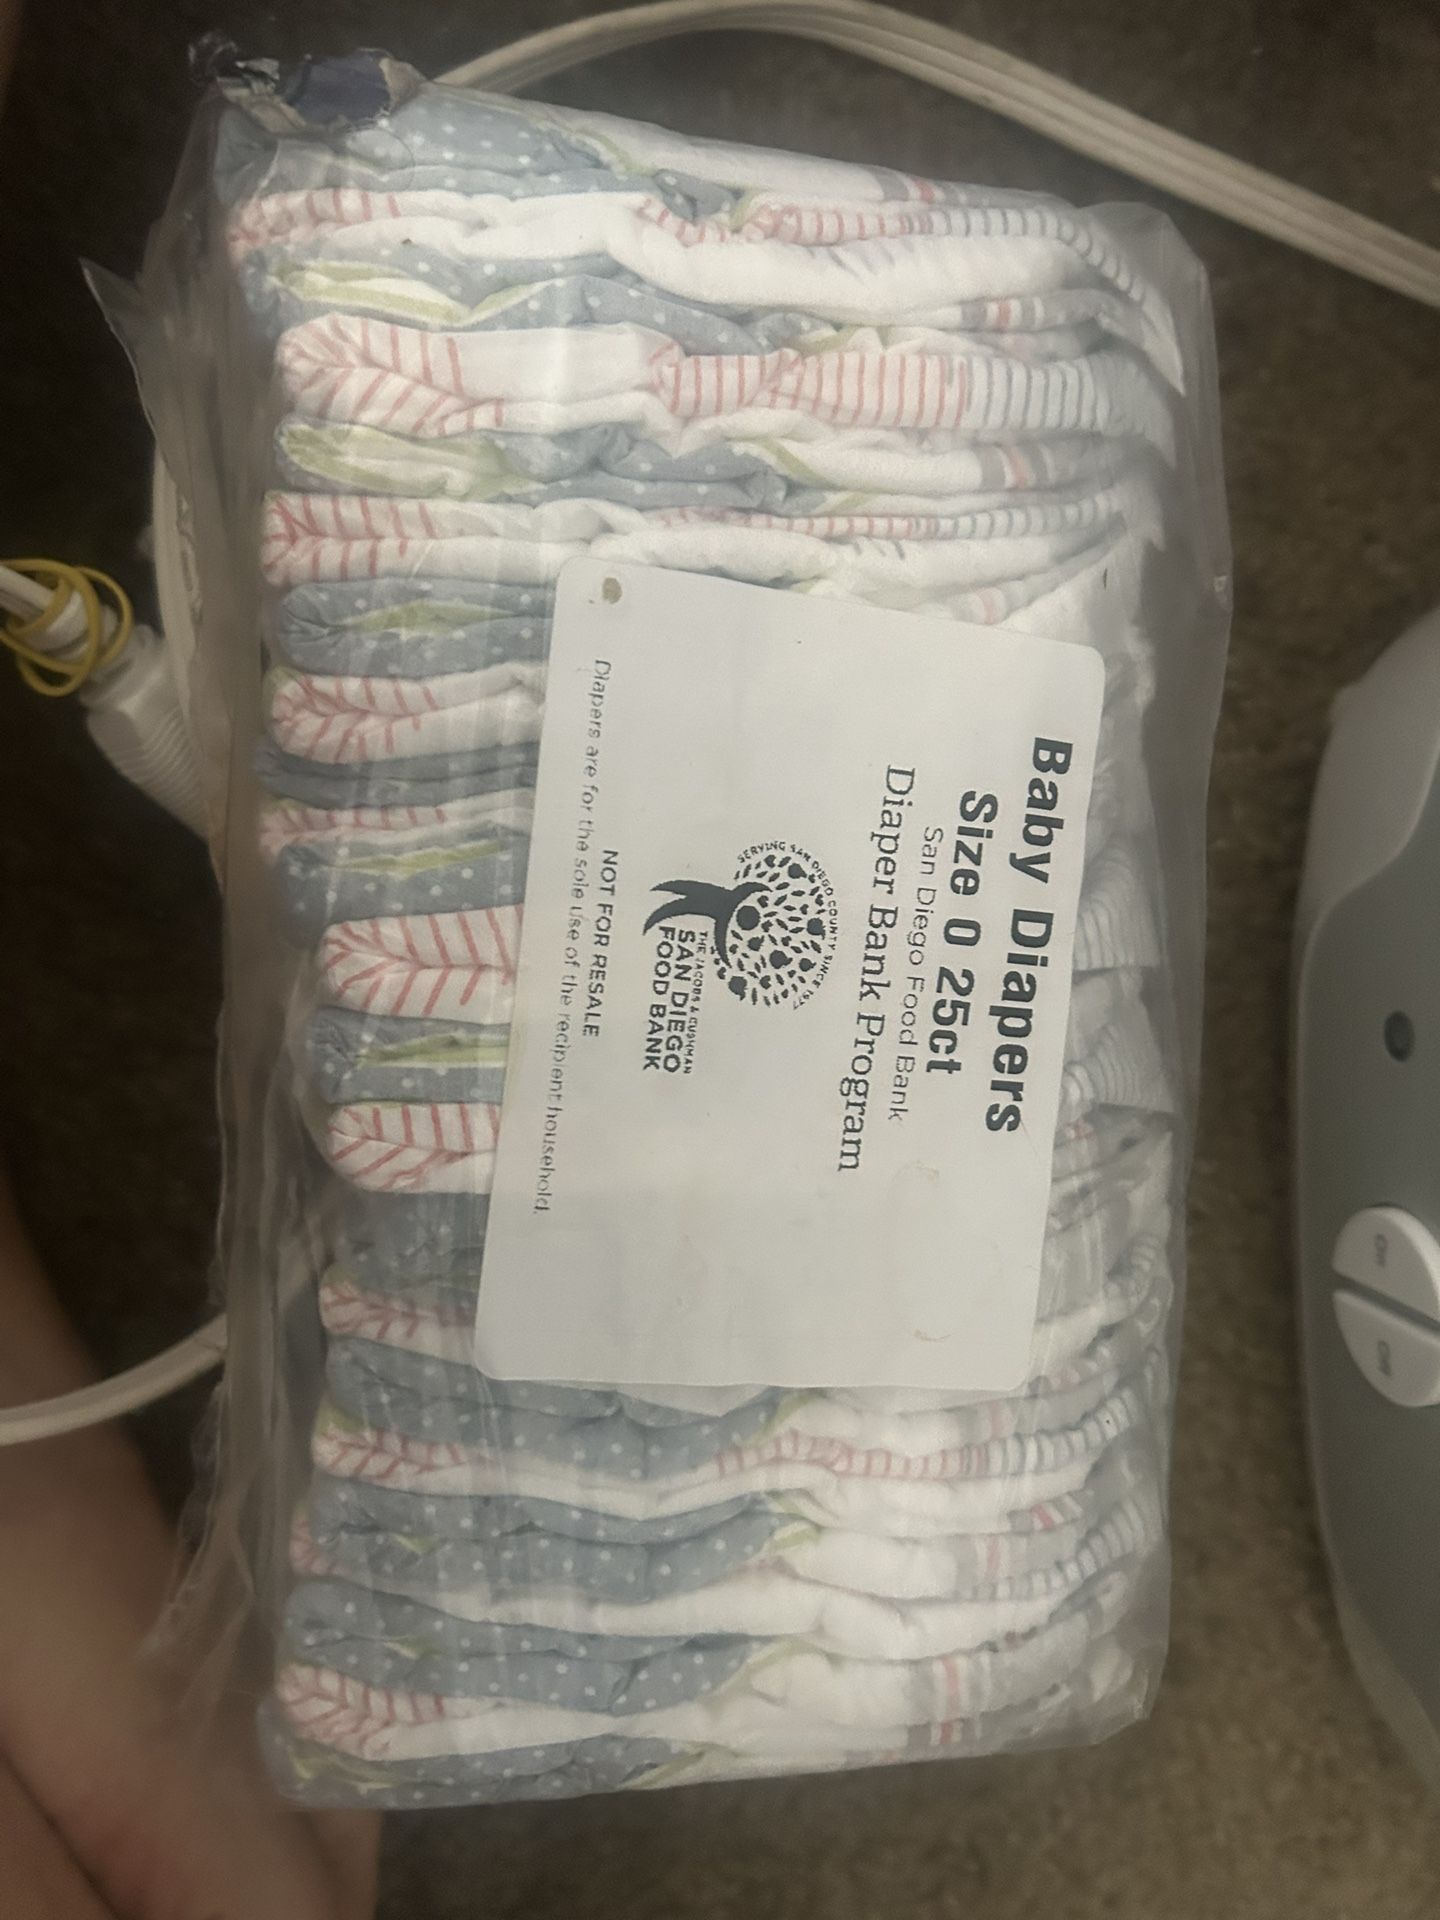 Baby Diapers
Size 0 25ct
San Diego Food Bank
Diaper Bank Program
SERVING SAN DIEGO COUNTY SINCE 1977
THE JACOBS & CUSHMAN
SAN DIEGO
FOOD BANK
NOT FOR RESALE
Diapers are for the sole use of the recipient household.